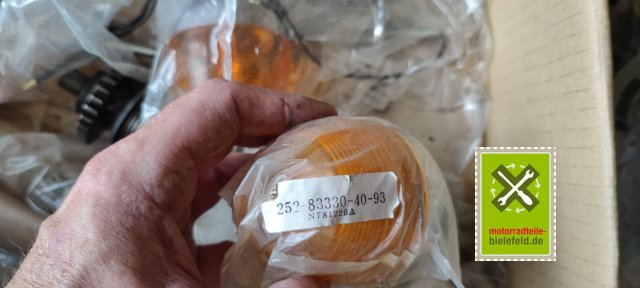 252-83330-40-93
N781220A
motorradteile-
bielefeld.de